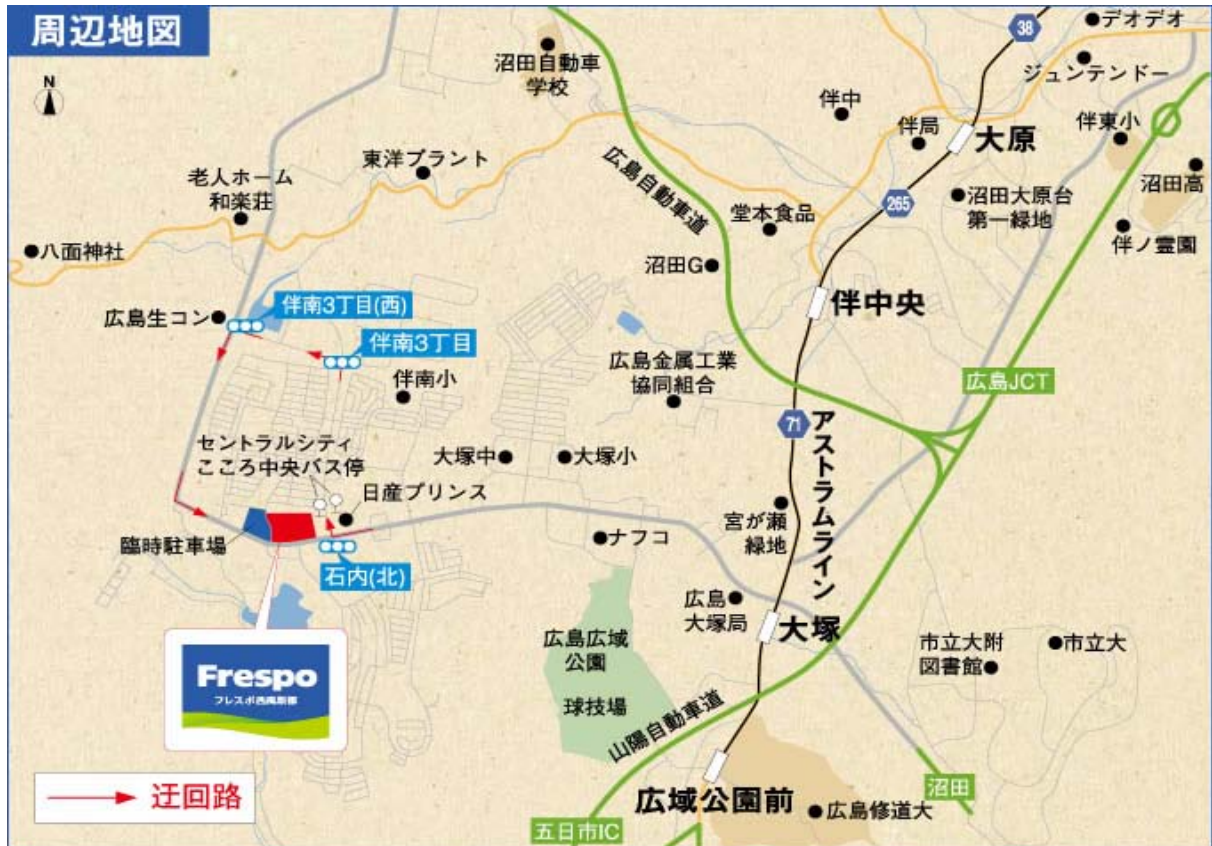 周辺地図
N
38
デオデオ
ジュンテンドー
沼田自動車
学校
伴中
伴局
大原
伴東小
沼田高
東洋プラント
広島自動車道
老人ホーム
和楽荘
265
沼田大原台
第一緑地
堂本食品
伴ノ霊園
八面神社
沼田G
伴中央
伴南3丁目(西)
広島生コン
伴南3丁目
広島金属工業
協同組合
広島JCT
伴南小
71
アストラムライン
セントラルシティ
こころ中央バス停
大塚中
大塚小
日産プリンス
宮が瀬
緑地
臨時駐車場
ナフコ
石内(北)
広島
大塚局
大塚
広島広域
公園
市立大附
図書館
市立大
Frespo
フレスポ西風新都
球技場
山陽自動車道
迂回路
広域公園前
沼田
広島修道大
五日市IC